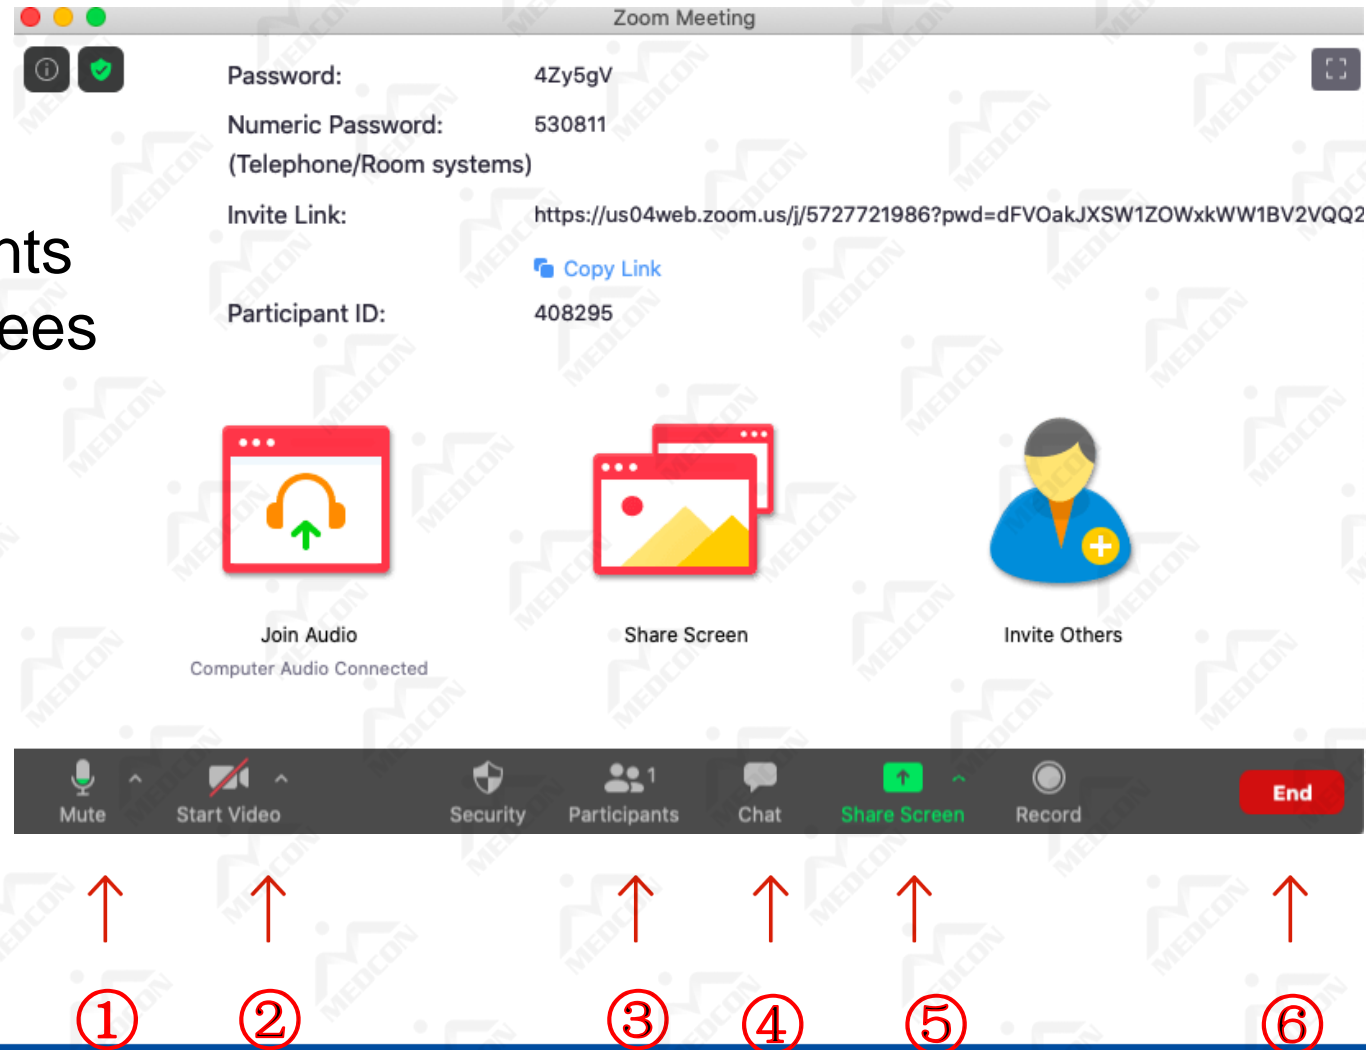 Zoom Meeting
Password: 4Zy5gV
Numeric Password: 530811
(Telephone/Room systems)
Invite Link: https://us04web.zoom.us/j/5727721986?pwd=dFVOakJXSW1ZOWxkWW1BV2VQQ2
nts
Copy Link
Participant ID: 408295
ees
Join Audio Share Screen Invite Others
Computer Audio Connected
1
Mute Start Video Security Participants Chat Share Screen Record End
① ② ③ ④ ⑤ ⑥
MEDCON